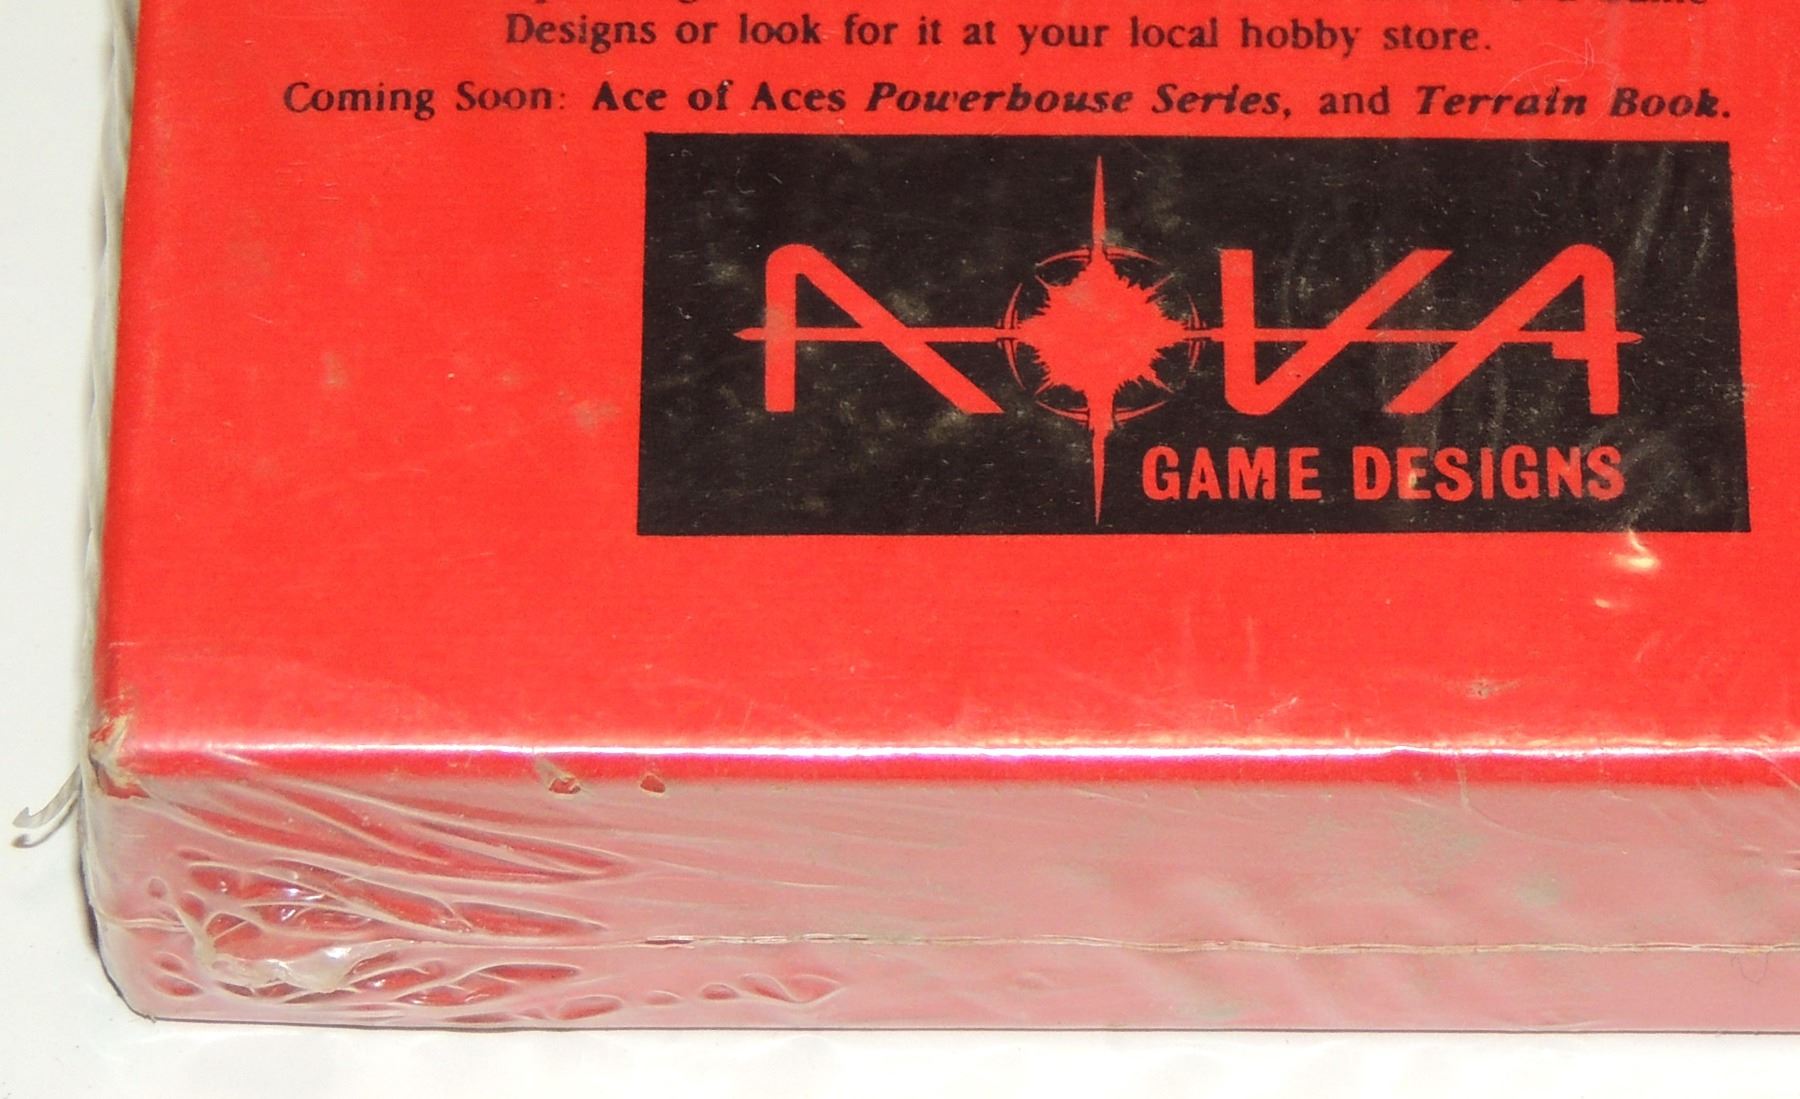 Designs or look for it at your local hobby store.
Coming Soon: Ace of Aces Powerhouse Series, and Terrain Book.
NOVA
GAME DESIGNS